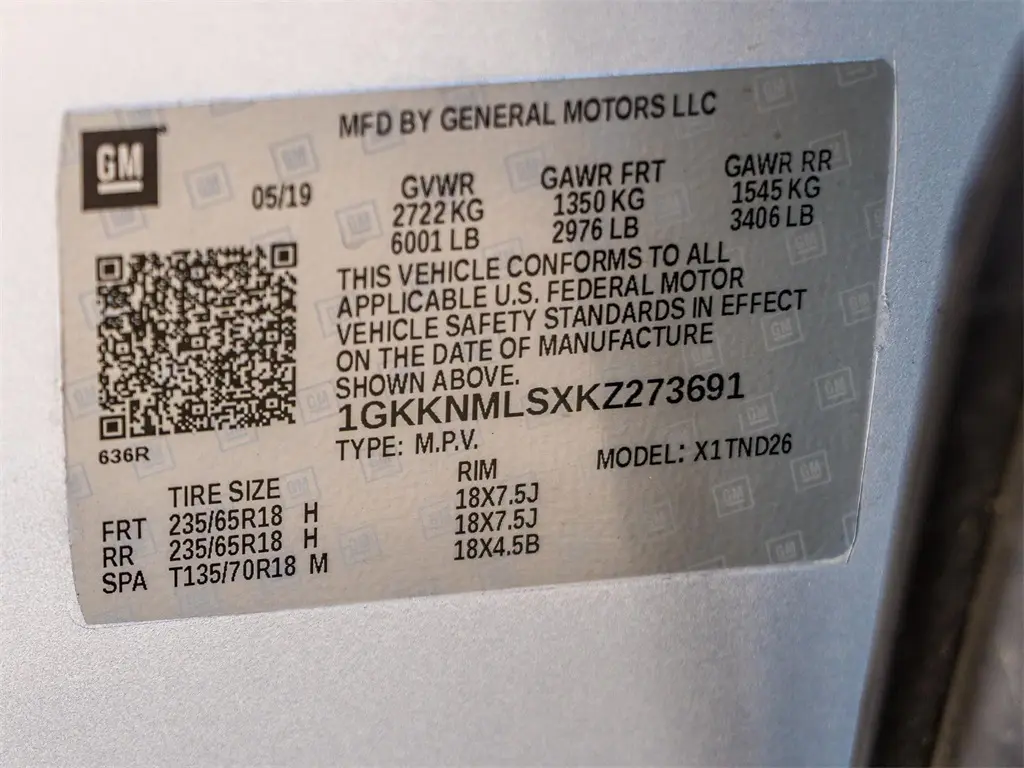 GM
MFD BY GENERAL MOTORS LLC
05/19
GVWR GAWR FRT GAWR RR
2722 KG 1350 KG 1545 KG
6001 LB 2976 LB 3406 LB
THIS VEHICLE CONFORMS TO ALL
APPLICABLE U.S. FEDERAL MOTOR
VEHICLE SAFETY STANDARDS IN EFFECT
ON THE DATE OF MANUFACTURE
SHOWN ABOVE.
1GKKNMLSXKZ273691
636R
TYPE: M.P.V. MODEL: X1TND26
TIRE SIZE RIM
FRT 235/65R18 H 18X7.5J
RR 235/65R18 H 18X7.5J
SPA T135/70R18 M 18X4.5B